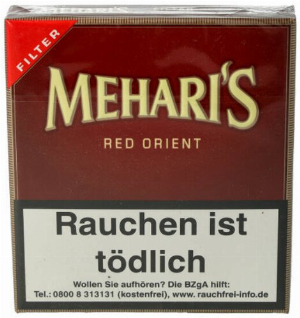 FILTER
MEHARI'S
RED ORIENT
Rauchen ist
tödlich
Wollen Sie aufhören? Die BZgA hilft:
Tel.: 0800 8 313131 (kostenfrei), www.rauchfrei-info.de